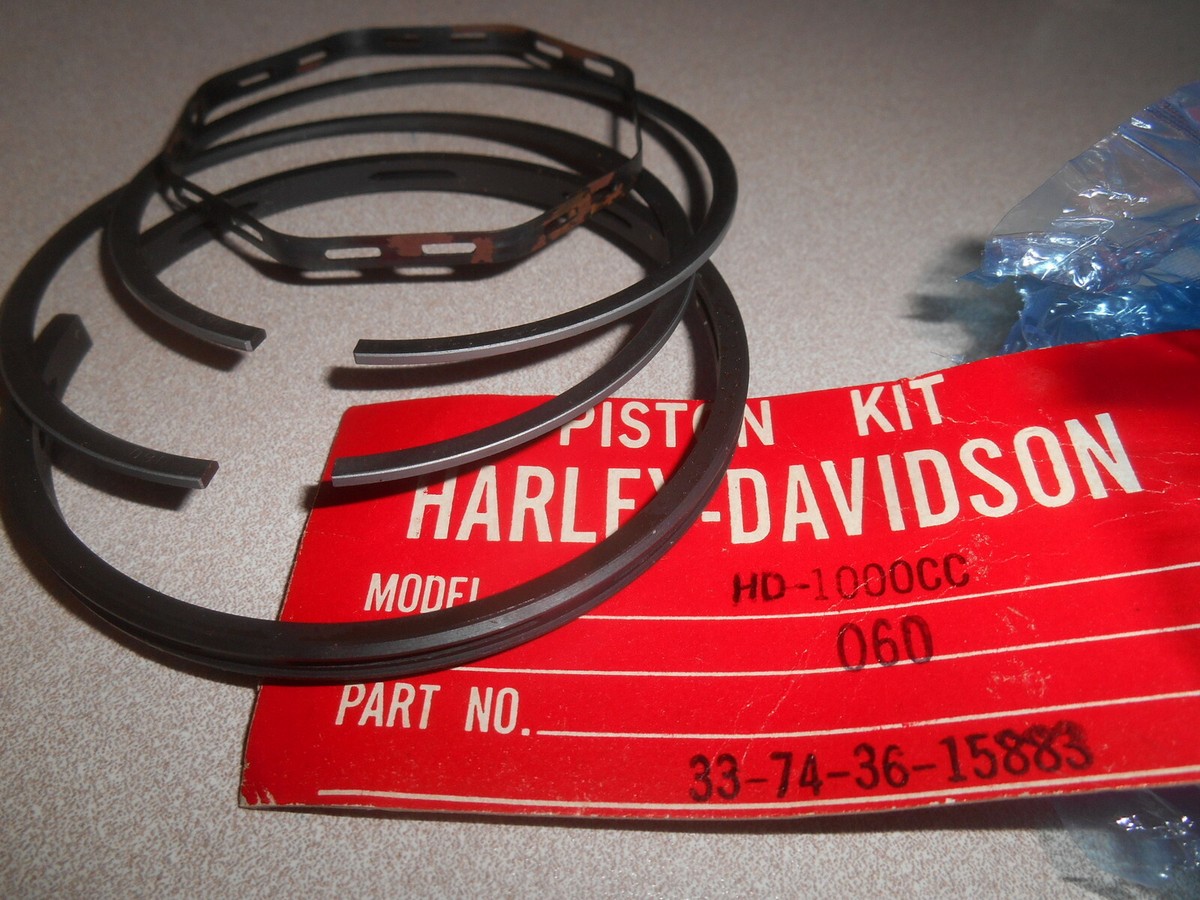 PISTON KIT
HARLEY-DAVIDSON
MODEL HD-1000CC
060
PART NO.
33-74-36-15883